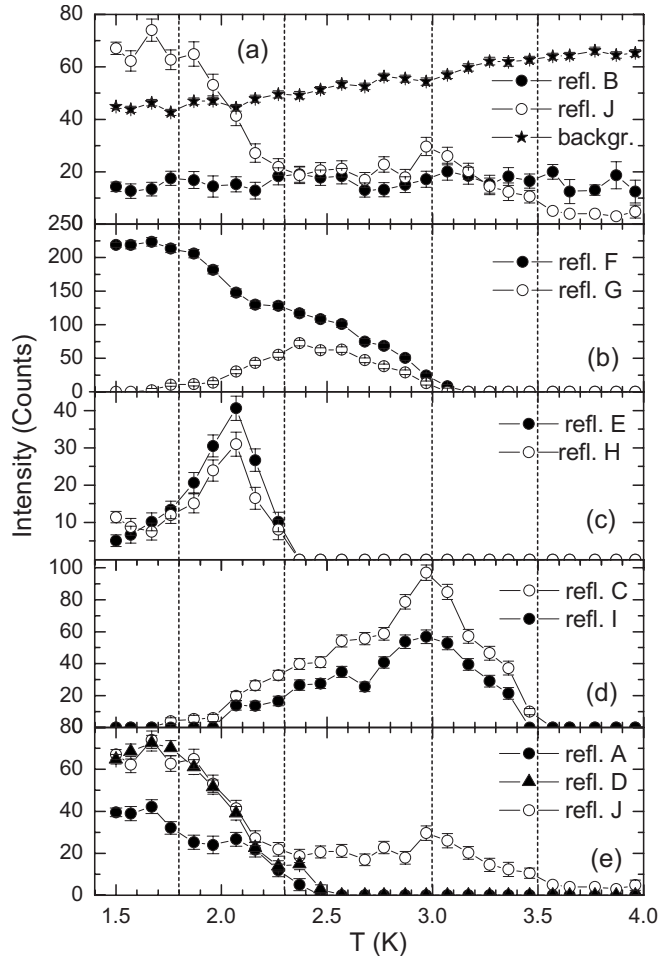 80
60
40
20
250
(a)
refl. B
refl. J
backgr.
200
150
100
50
0
refl. F
refl. G
(b)
40
30
20
10
refl. E
refl. H
(c)
100
80
60
40
20
80
refl. C
refl. I
(d)
60
40
20
0
refl. A
refl. D
refl. J
(e)
Intensity (Counts)
1.5 2.0 2.5 3.0 3.5 4.0
T (K)